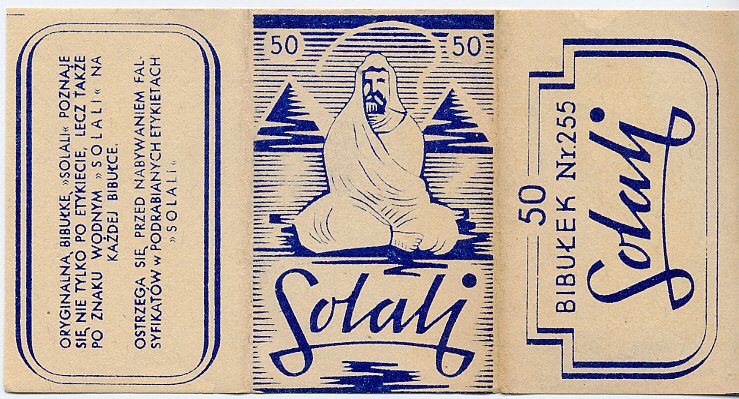 ORYGINALNĄ BIBUŁKĘ „SOLALI“ POZNAJE
SIĘ NIE TYLKO PO ETYKIECIE, LECZ TAKŻE
PO ZNAKU WODNYM „SOLALI“ NA
KAŻDEJ BIBUŁCE.
OSTRZEGA SIĘ PRZED NABYWANIEM FAL-
SYFIKATÓW w PODRABIANYCH ETYKIETACH
„SOLALI“
50 50
Solali
50
BIBUŁEK Nr. 255
Solali